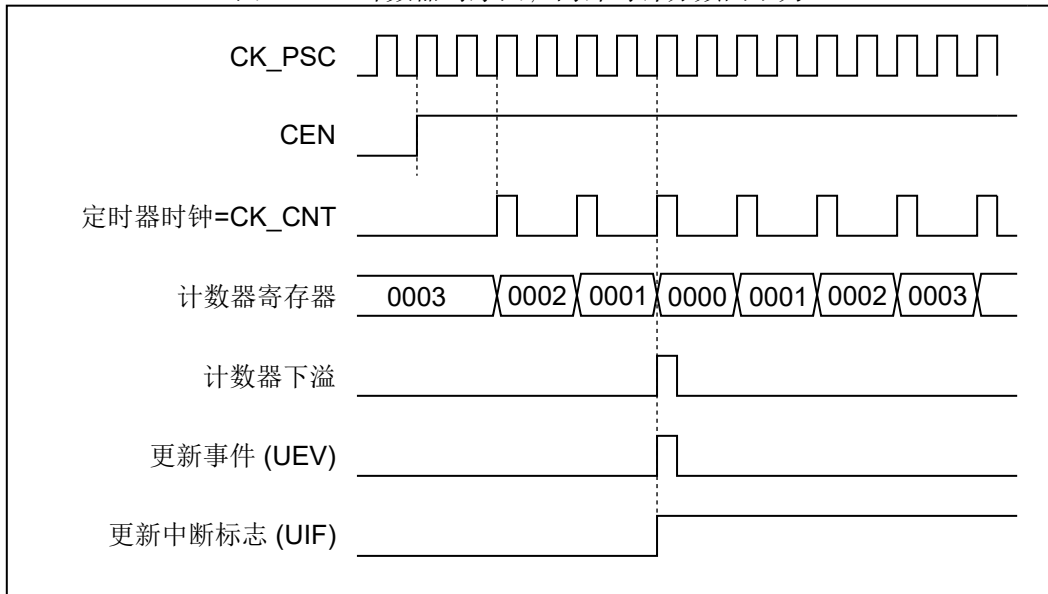 CK_PSC
CEN
定时器时钟=CK_CNT
计数器寄存器
0003 0002 0001 0000 0001 0002 0003
计数器下溢
更新事件 (UEV)
更新中断标志 (UIF)